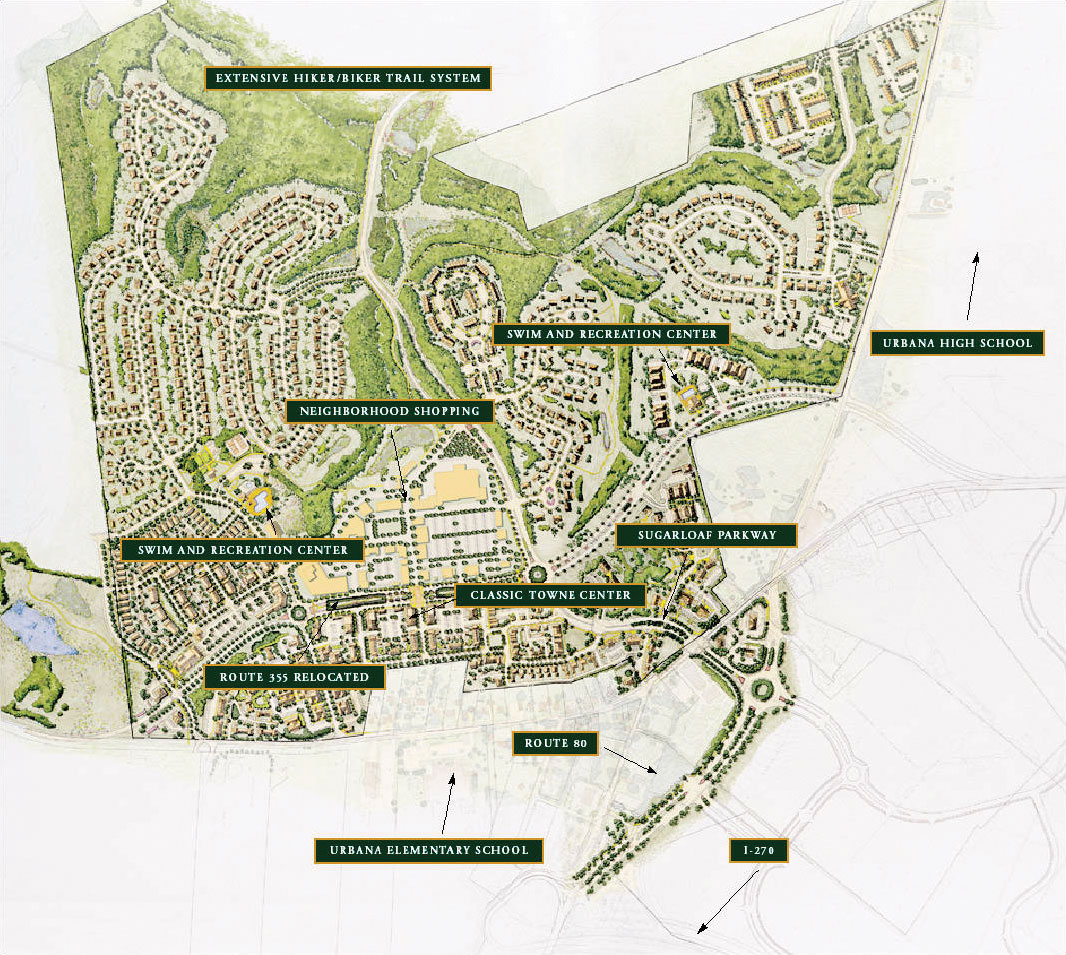 EXTENSIVE HIKER/BIKER TRAIL SYSTEM
SWIM AND RECREATION CENTER
URBANA HIGH SCHOOL
NEIGHBORHOOD SHOPPING
SUGARLOAF PARKWAY
SWIM AND RECREATION CENTER
CLASSIC TOWNE CENTER
ROUTE 355 RELOCATED
ROUTE 80
URBANA ELEMENTARY SCHOOL
I-270